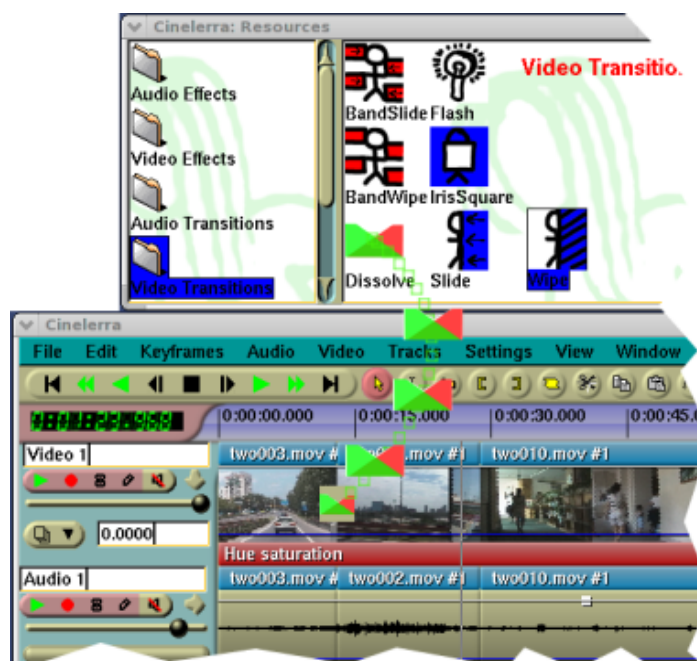 Cinelerra: Resources
Video Transitio.
Audio Effects
Video Effects
Audio Transitions
Video Transitions
BandSlide Flash
BandWipe IrisSquare
Dissolve Slide Wipe
Cinelerra
File Edit Keyframes Audio Video Tracks Settings View Window
0:01:23.968
0:00:00.000 0:00:15.000 0:00:30.000 0:00:45.
Video 1
two003.mov # #1 two010.mov #1
0.0000
Hue saturation
Audio 1
two003.mov # two002.mov #1 two010.mov #1